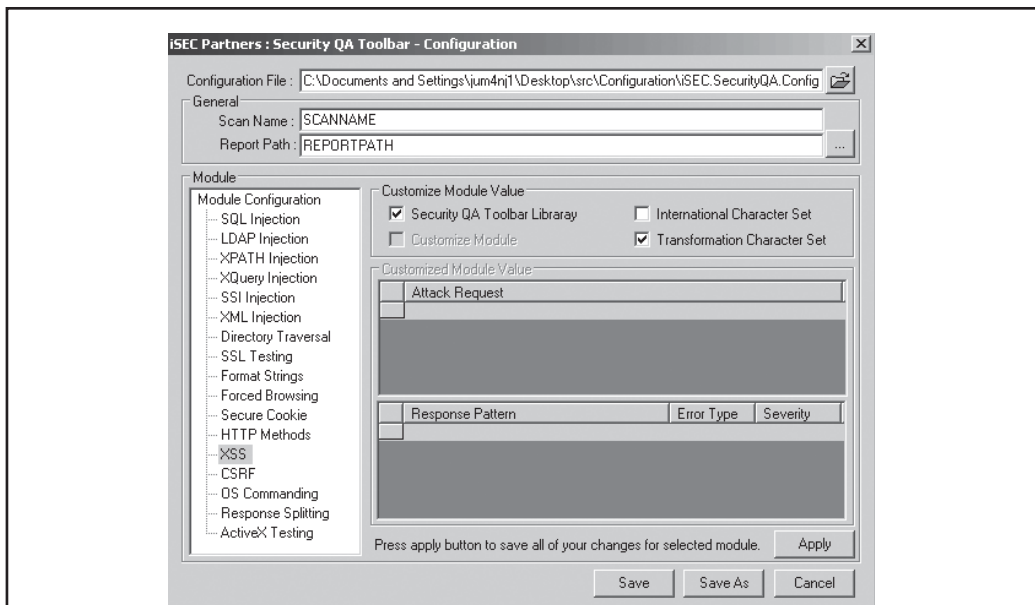 iSEC Partners : Security QA Toolbar - Configuration
Configuration File : C:\Documents and Settings\jum4nj1\Desktop\src\Configuration\iSEC.SecurityQA.Config
General
Scan Name : SCANNAME
Report Path : REPORTPATH
...
Module
Module Configuration
SQL Injection
LDAP Injection
XPATH Injection
XQuery Injection
SSI Injection
XML Injection
Directory Traversal
SSL Testing
Format Strings
Forced Browsing
Secure Cookie
HTTP Methods
XSS
CSRF
OS Commanding
Response Splitting
ActiveX Testing
Customize Module Value
Security QA Toolbar Libraray
International Character Set
Customize Module
Transformation Character Set
Customized Module Value
Attack Request
Response Pattern Error Type Severity
Press apply button to save all of your changes for selected module.
Apply
Save Save As Cancel